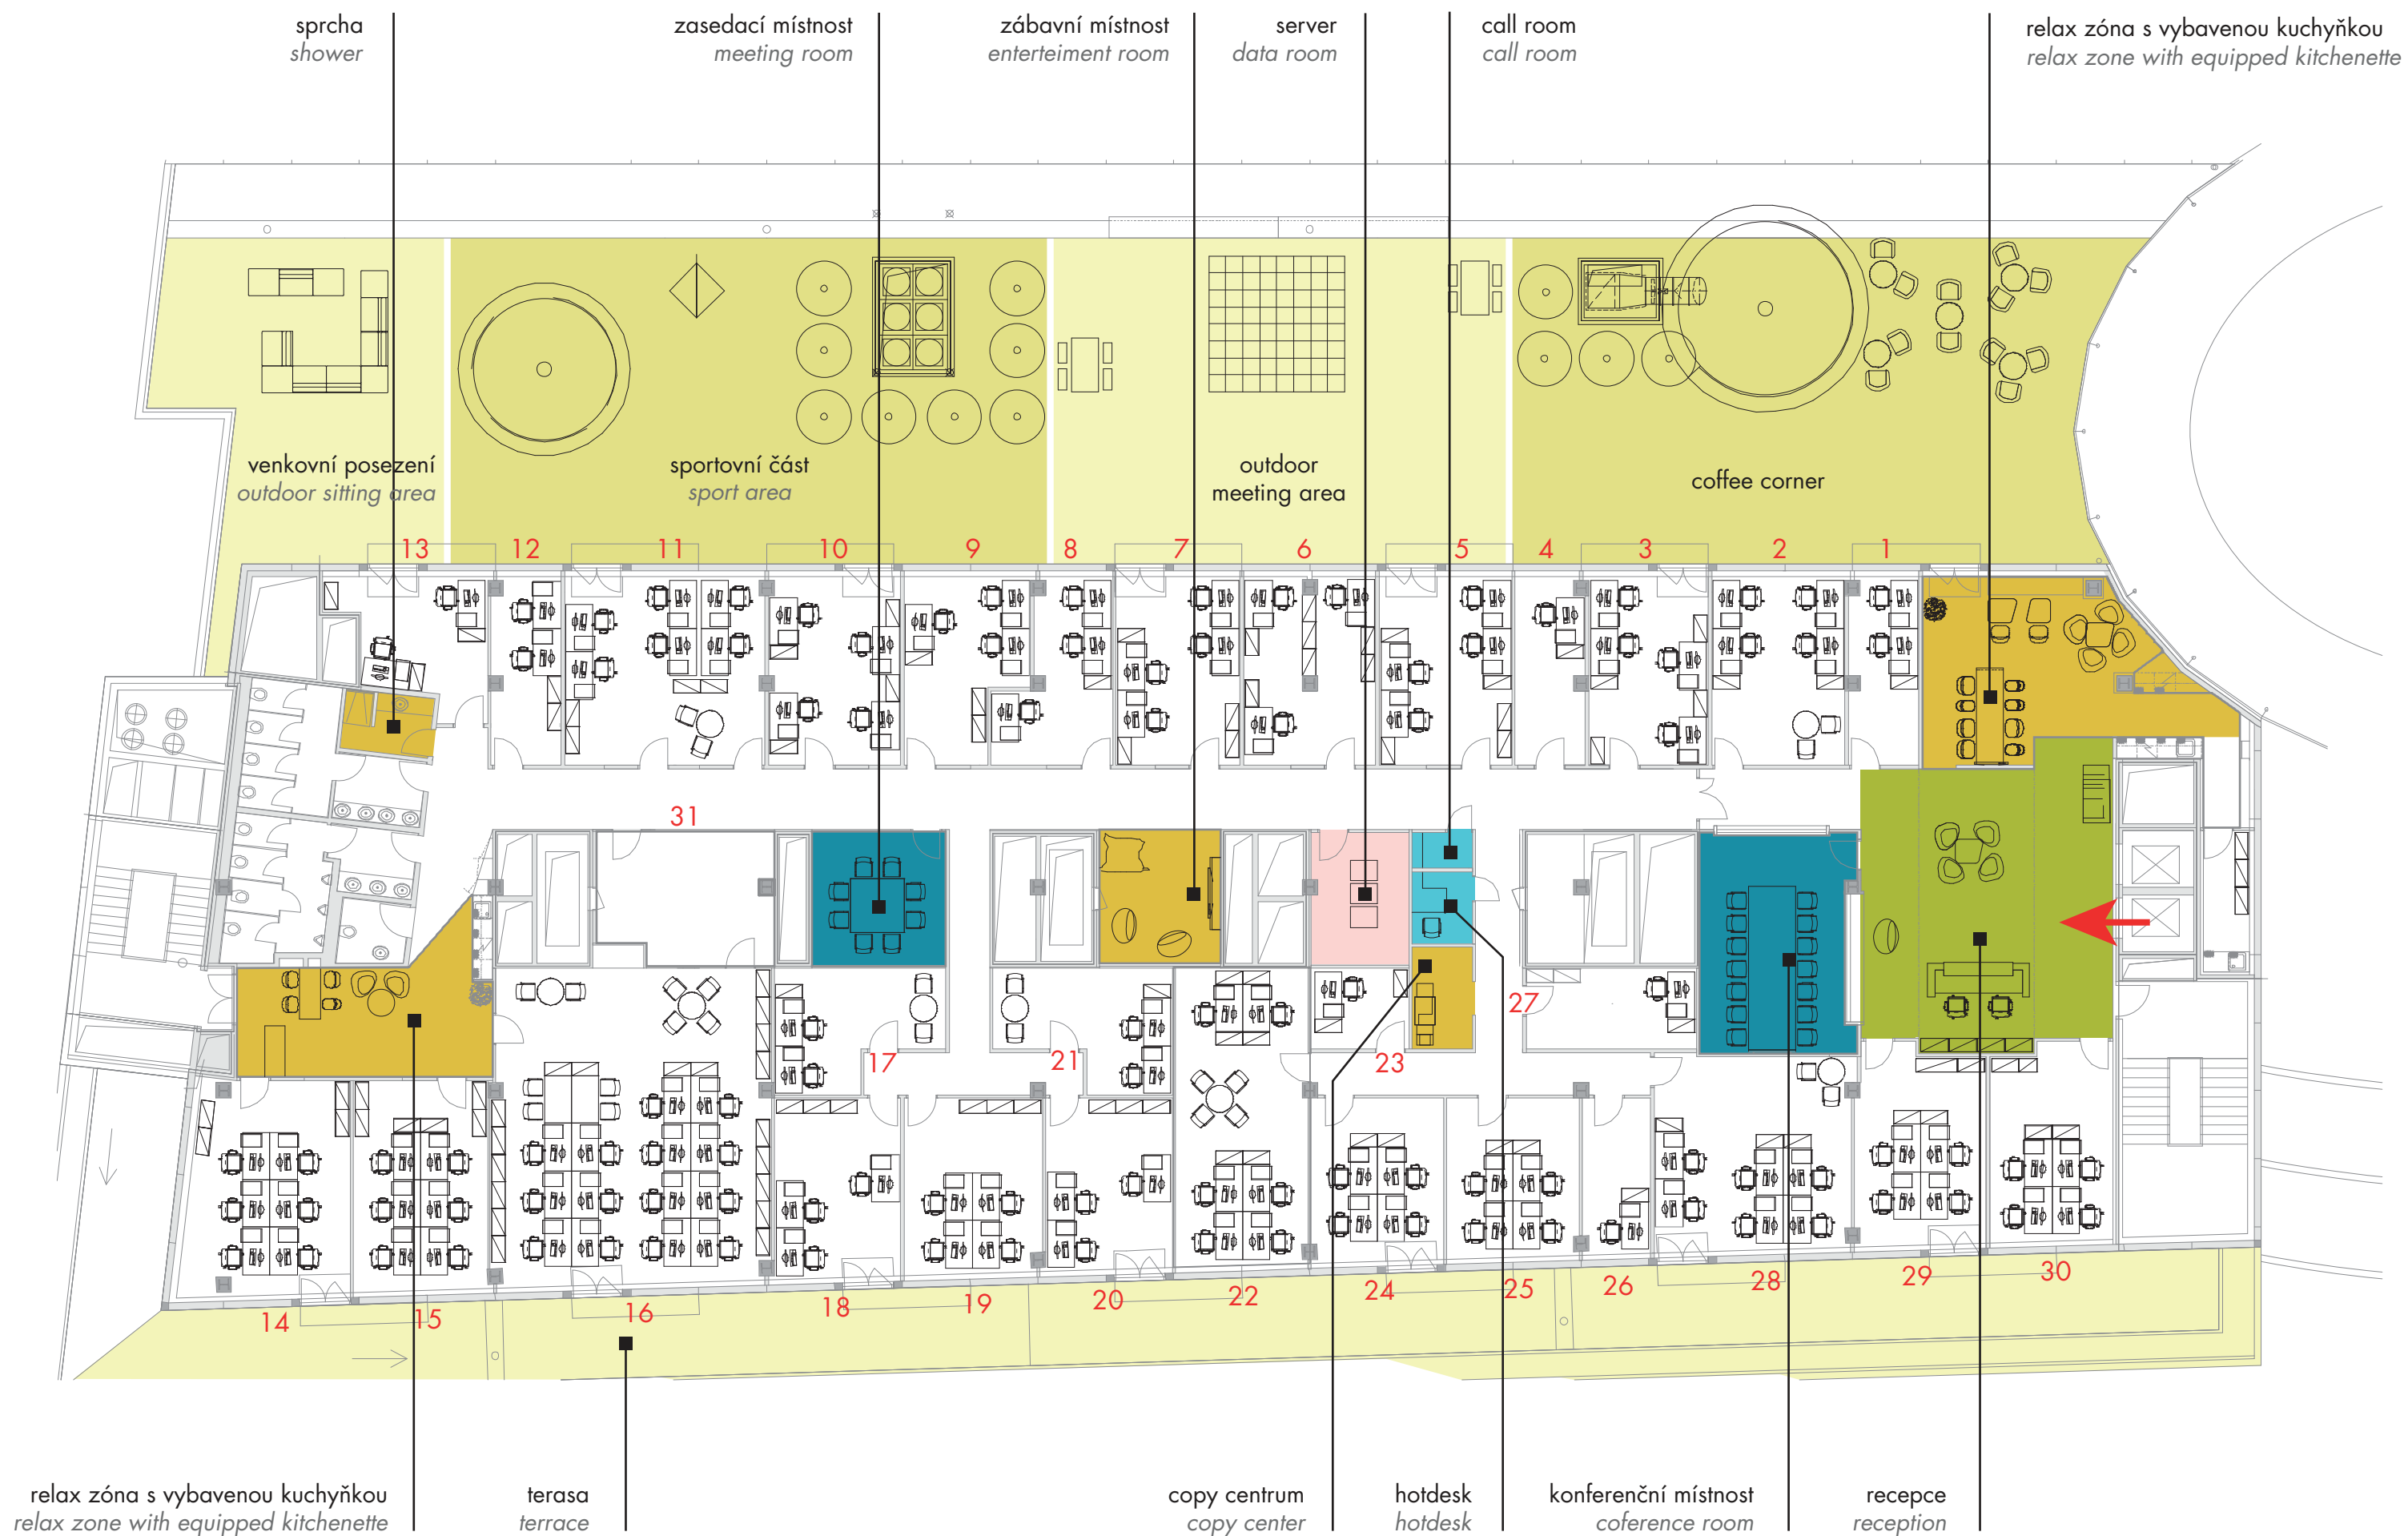 sprcha
shower
zasedací místnost
meeting room
zábavní místnost
enterteiment room
server
data room
call room
call room
relax zóna s vybavenou kuchyňkou
relax zone with equipped kitchenette
venkovní posezení
outdoor sitting area
sportovní část
sport area
outdoor
meeting area
coffee corner
13
12
11
10
9
8
7
6
5
4
3
2
1
31
27
17
21
23
14
15
16
18
19
20
22
24
25
26
28
29
30
relax zóna s vybavenou kuchyňkou
relax zone with equipped kitchenette
terasa
terrace
copy centrum
copy center
hotdesk
hotdesk
konferenční místnost
coference room
recepce
reception